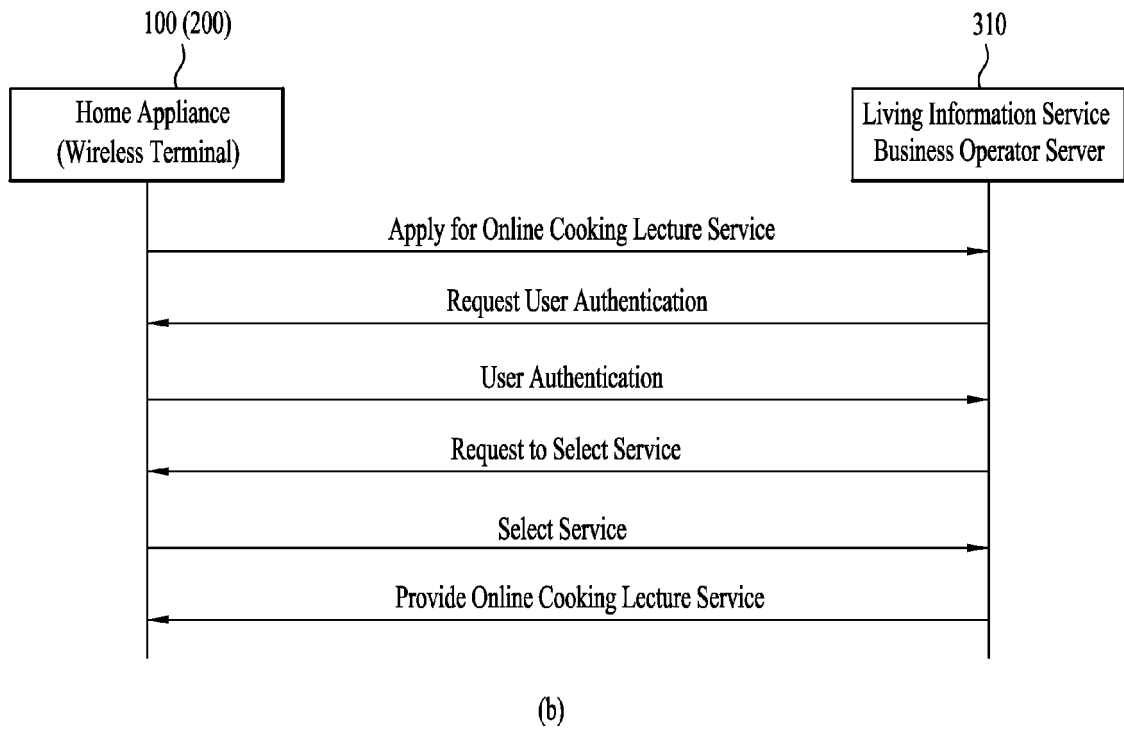 100 (200)
310
Home Appliance
(Wireless Terminal)
Living Information Service
Business Operator Server
Apply for Online Cooking Lecture Service
Request User Authentication
User Authentication
Request to Select Service
Select Service
Provide Online Cooking Lecture Service
(b)